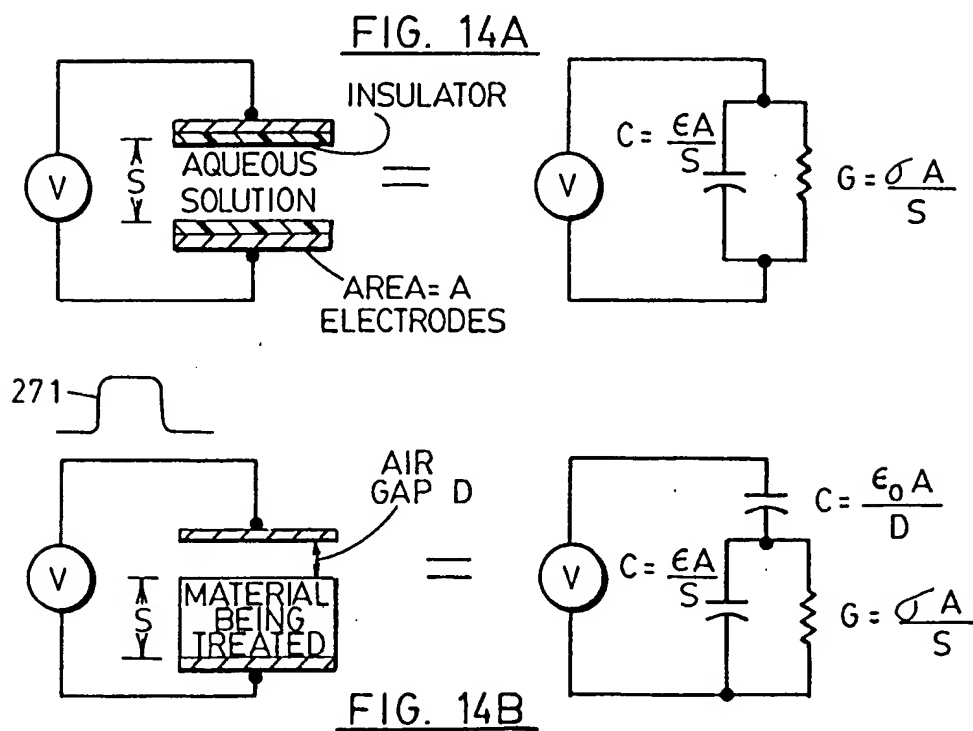 FIG. 14A
INSULATOR
V
S
AQUEOUS
SOLUTION
=
AREA= A
ELECTRODES
V
C = ϵA/S
G = σA/S
271
AIR
GAP D
V
S
MATERIAL
BEING
TREATED
=
V
C = ϵ₀A/D
C = ϵA/S
G = σA/S
FIG. 14B